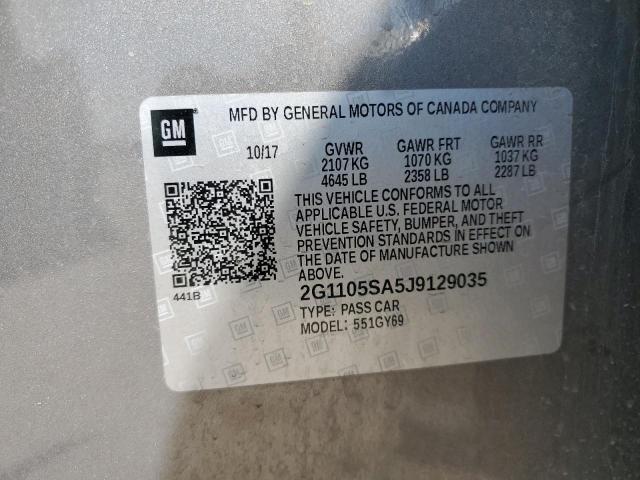 GM
MFD BY GENERAL MOTORS OF CANADA COMPANY
10/17
GVWR
2107 KG
4645 LB
GAWR FRT
1070 KG
2358 LB
GAWR RR
1037 KG
2287 LB
THIS VEHICLE CONFORMS TO ALL
APPLICABLE U.S. FEDERAL MOTOR
VEHICLE SAFETY, BUMPER, AND THEFT
PREVENTION STANDARDS IN EFFECT ON
THE DATE OF MANUFACTURE SHOWN
ABOVE.
441B
2G1105SA5J9129035
TYPE: PASS CAR
MODEL: 551GY69